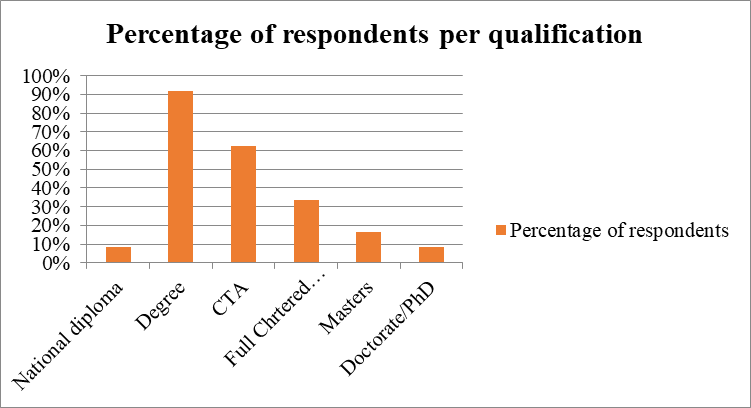 Percentage of respondents per qualification
100%
90%
80%
70%
60%
50%
40%
30%
20%
10%
0%
National diploma
Degree
CTA
Full Chrtered…
Masters
Doctorate/PhD
Percentage of respondents